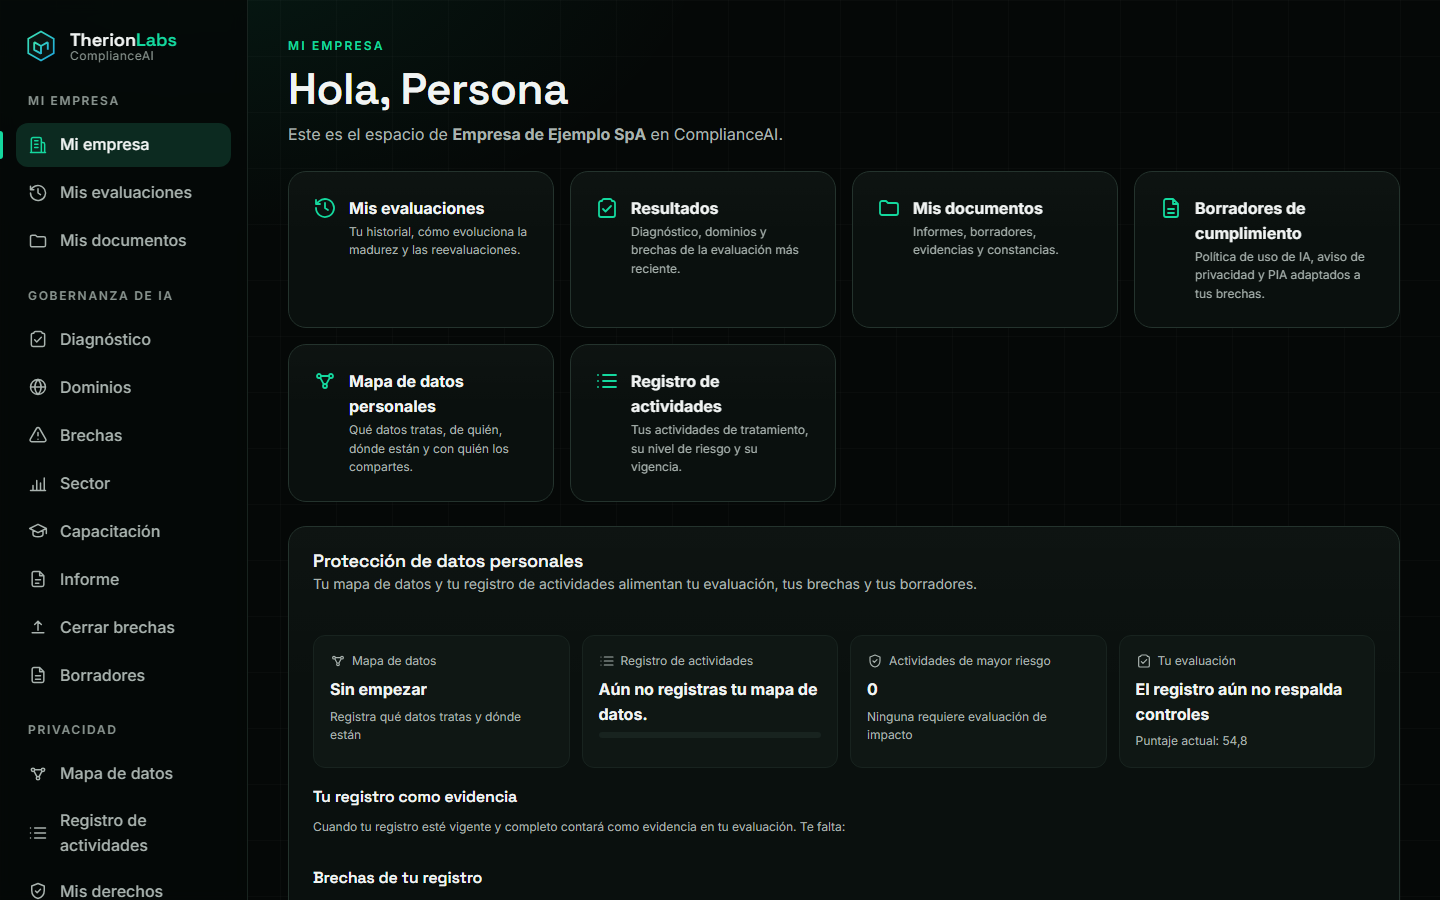 TherionLabs
ComplianceAI
MI EMPRESA
Mi empresa
Mis evaluaciones
Mis documentos
GOBERNANZA DE IA
Diagnóstico
Dominios
Brechas
Sector
Capacitación
Informe
Cerrar brechas
Borradores
PRIVACIDAD
Mapa de datos
Registro de
actividades
Mis derechos
MI EMPRESA
Hola, Persona
Este es el espacio de Empresa de Ejemplo SpA en ComplianceAI.
Mis evaluaciones
Tu historial, cómo evoluciona la
madurez y las reevaluaciones.
Resultados
Diagnóstico, dominios y
brechas de la evaluación más
reciente.
Mis documentos
Informes, borradores,
evidencias y constancias.
Borradores de
cumplimiento
Política de uso de IA, aviso de
privacidad y PIA adaptados a
tus brechas.
Mapa de datos
personales
Qué datos tratas, de quién,
dónde están y con quién los
compartes.
Registro de
actividades
Tus actividades de tratamiento,
su nivel de riesgo y su
vigencia.
Protección de datos personales
Tu mapa de datos y tu registro de actividades alimentan tu evaluación, tus brechas y tus borradores.
Mapa de datos
Sin empezar
Registra qué datos tratas y dónde
están
Registro de actividades
Aún no registras tu mapa de
datos.
Actividades de mayor riesgo
0
Ninguna requiere evaluación de
impacto
Tu evaluación
El registro aún no respalda
controles
Puntaje actual: 54,8
Tu registro como evidencia
Cuando tu registro esté vigente y completo contará como evidencia en tu evaluación. Te falta:
Brechas de tu registro